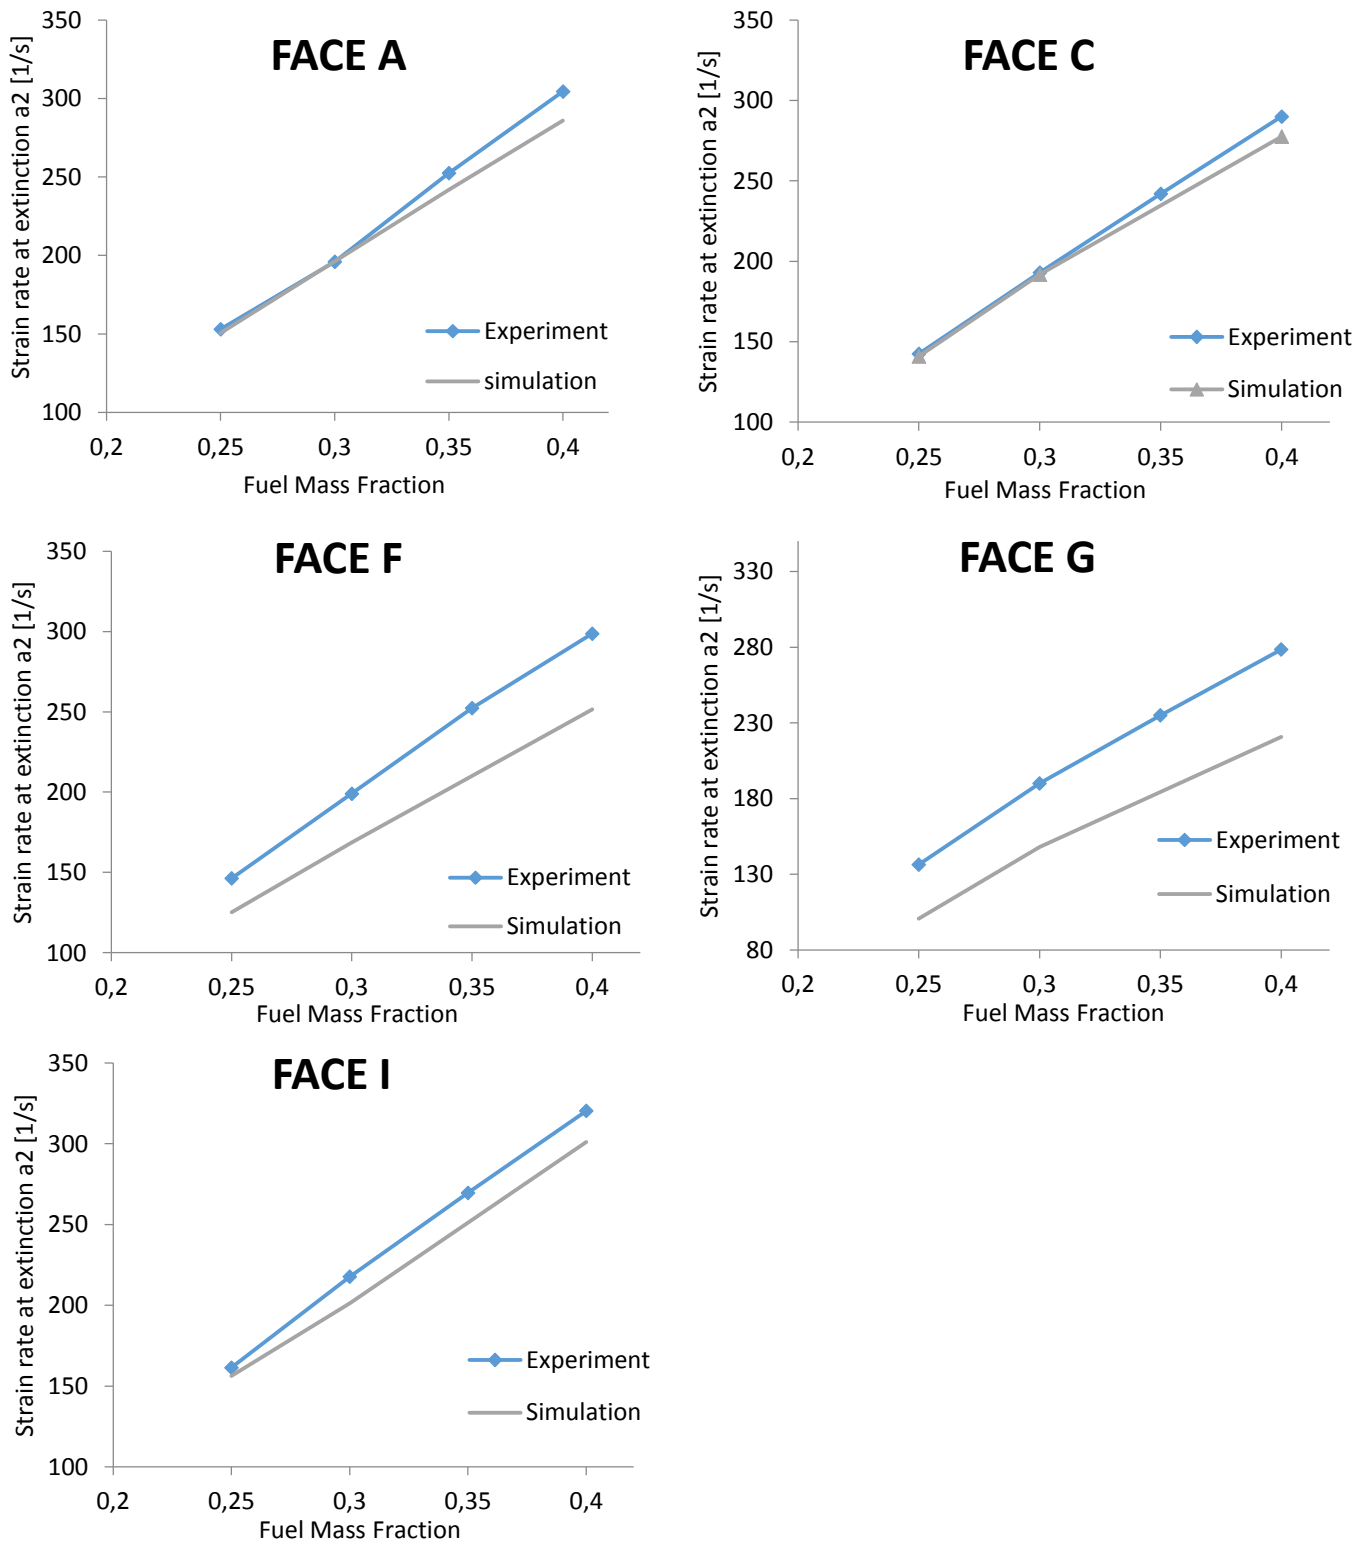 FACE A
Strain rate at extinction a2 [1/s]
350
300
250
200
150
100
0,2
0,25
0,3
0,35
0,4
Fuel Mass Fraction
Experiment
simulation
FACE C
Strain rate at extinction a2 [1/s]
350
300
250
200
150
100
0,2
0,25
0,3
0,35
0,4
Fuel Mass Fraction
Experiment
Simulation
FACE F
Strain rate at extinction a2 [1/s]
350
300
250
200
150
100
0,2
0,25
0,3
0,35
0,4
Fuel Mass Fraction
Experiment
Simulation
FACE G
Strain rate at extinction a2 [1/s]
330
280
230
180
130
80
0,2
0,25
0,3
0,35
0,4
Fuel Mass Fraction
Experiment
Simulation
FACE I
Strain rate at extinction a2 [1/s]
350
300
250
200
150
100
0,2
0,25
0,3
0,35
0,4
Fuel Mass Fraction
Experiment
Simulation